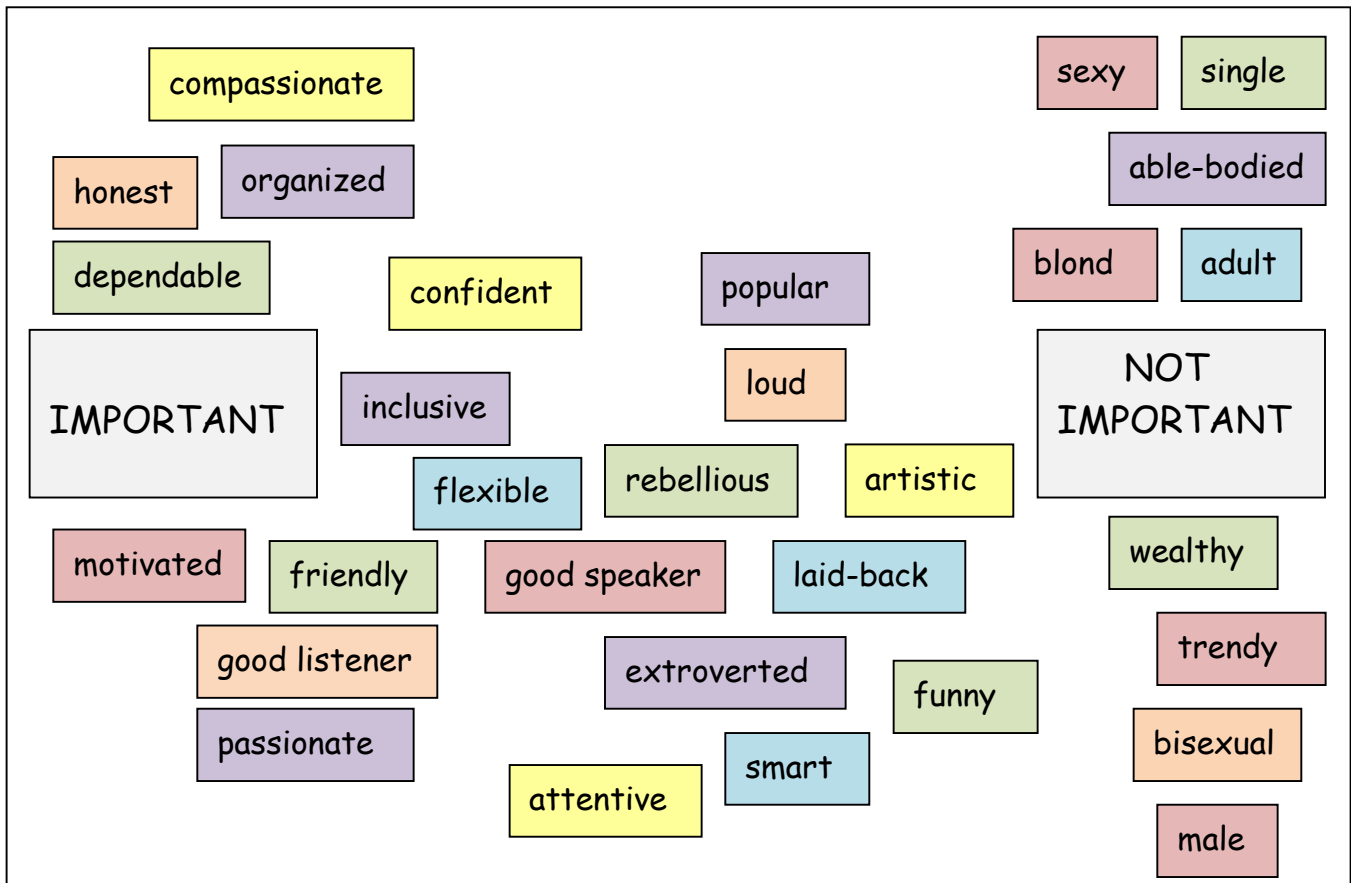 compassionate
sexy
single
honest
organized
able-bodied
dependable
confident
popular
blond
adult
IMPORTANT
inclusive
loud
NOT
IMPORTANT
flexible
rebellious
artistic
motivated
friendly
good speaker
laid-back
wealthy
good listener
extroverted
funny
trendy
passionate
attentive
smart
bisexual
male